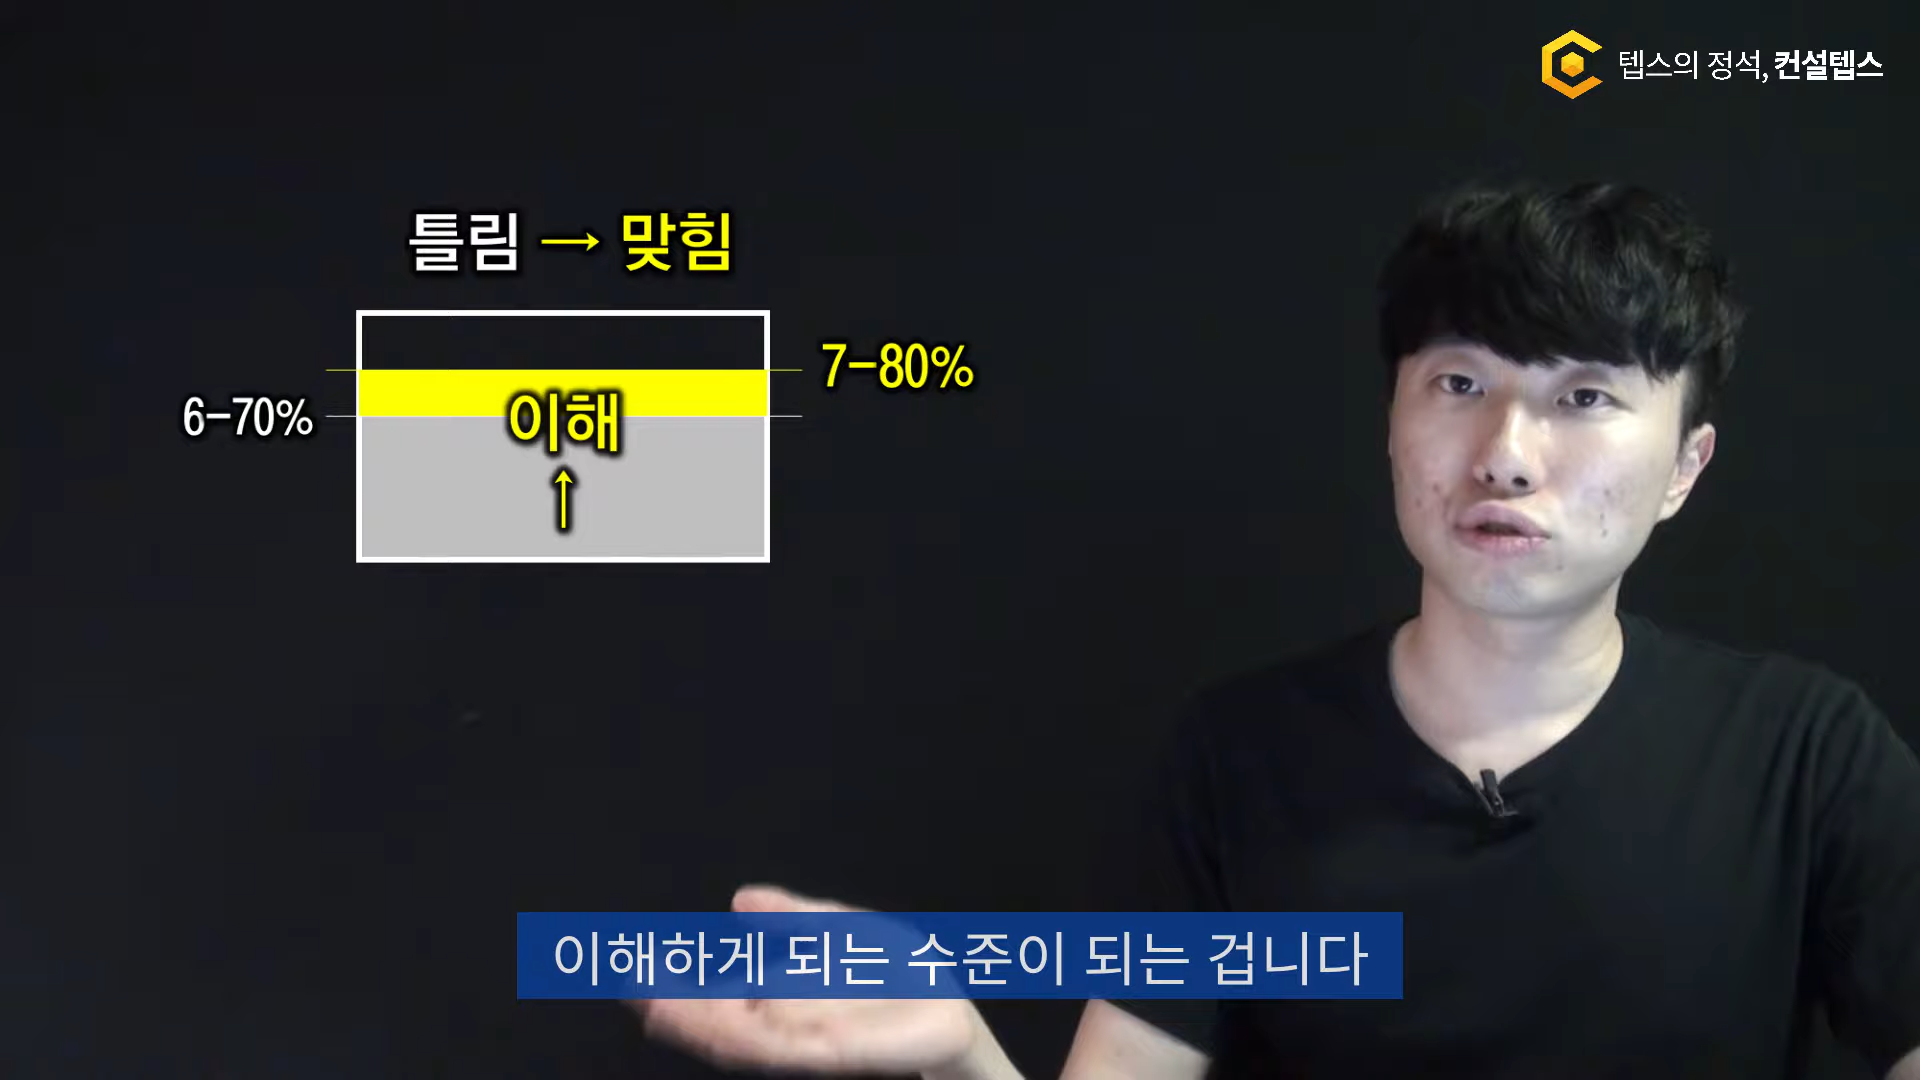 텝스의 정석, 컨설텝스
틀림 → 맞힘
7-80%
6-70%
이해
↑
이해하게 되는 수준이 되는 겁니다